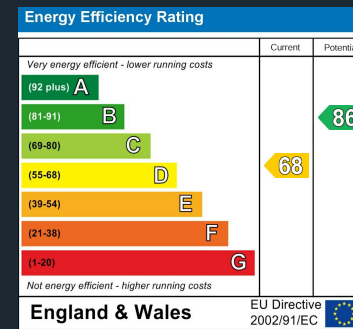 Energy Efficiency Rating
Current
Very energy efficient - lower running costs
(92 plus) A
(81-91) B
86
(69-80) C
(55-68) D
68
(39-54) E
(21-38) F
(1-20) G
Not energy efficient - higher running costs
England & Wales
EU Directive
2002/91/EC